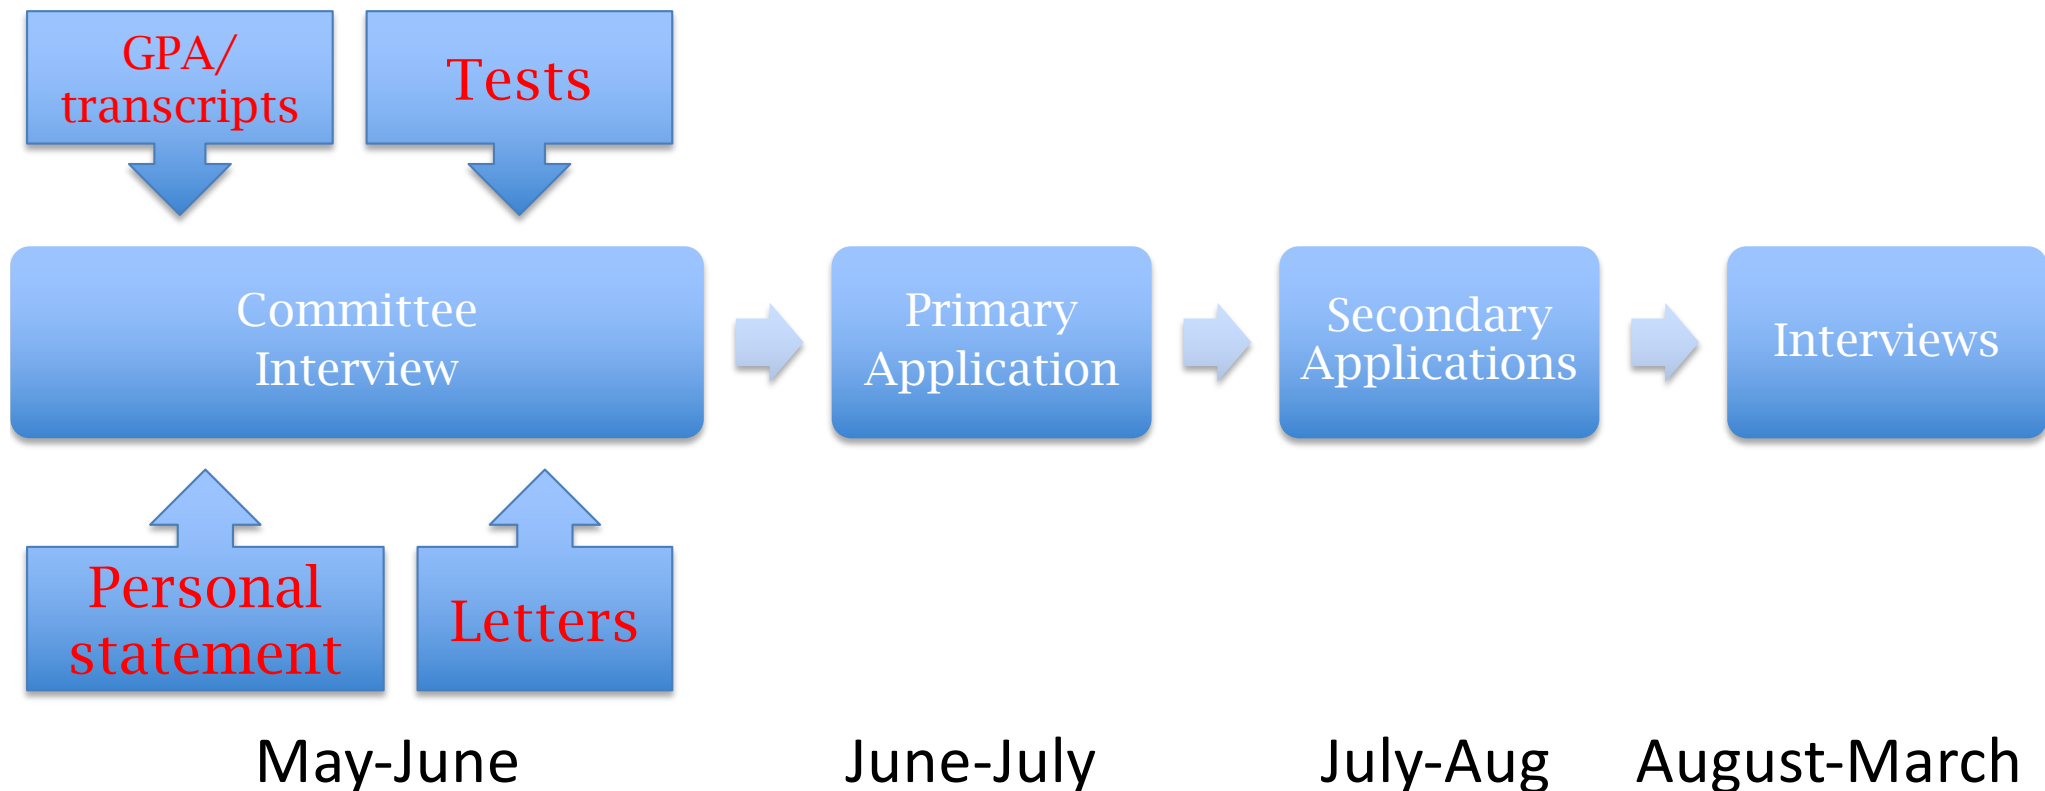 GPA/
transcripts
Tests
Committee
Interview
Primary
Application
Secondary
Applications
Interviews
Personal
statement
Letters
May-June
June-July
July-Aug
August-March